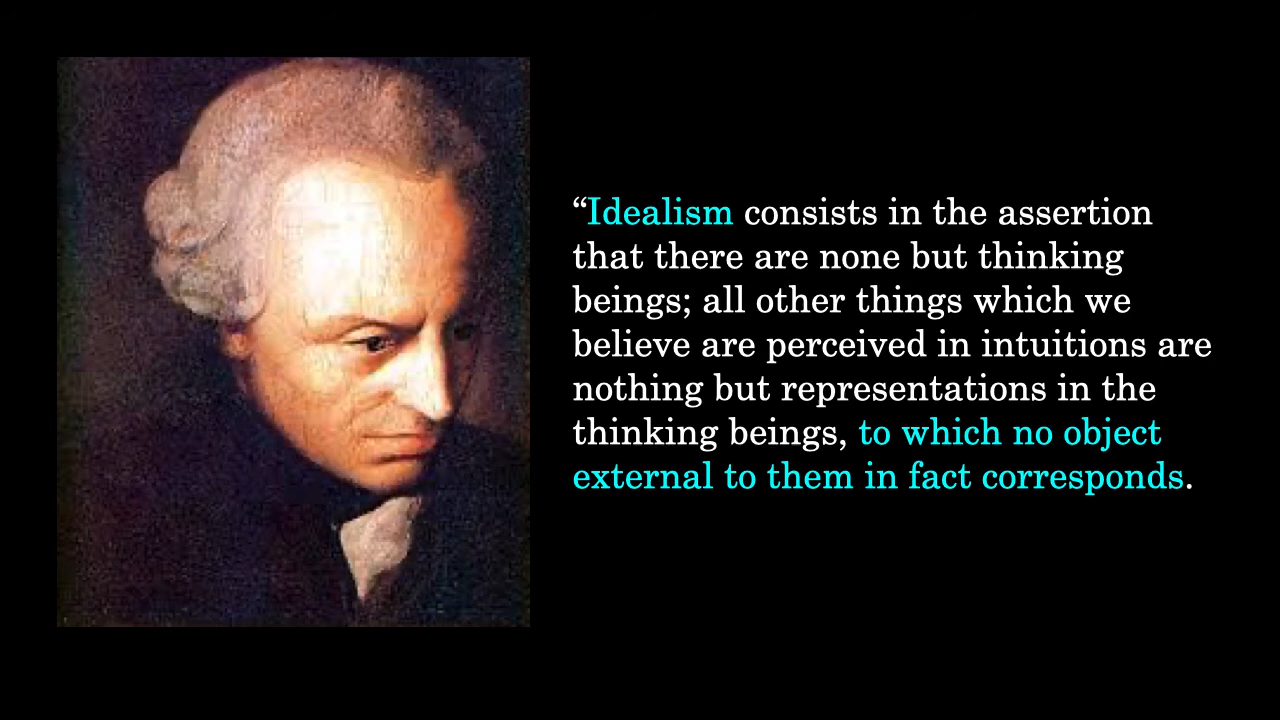 “Idealism consists in the assertion
that there are none but thinking
beings; all other things which we
believe are perceived in intuitions are
nothing but representations in the
thinking beings, to which no object
external to them in fact corresponds.